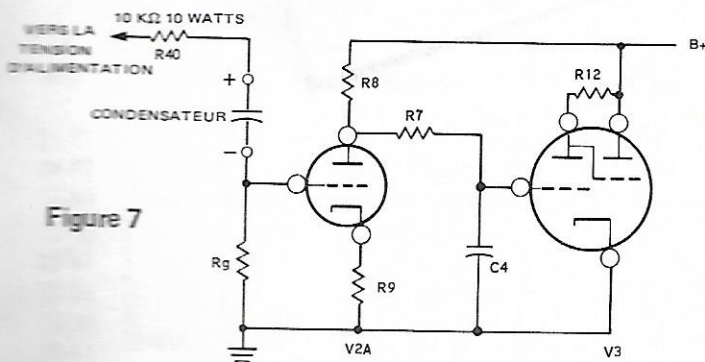 10 KΩ 10 WATTS
VERS LA
TENSION
D'ALIMENTATION
R40
B+
R8
R12
+
CONDENSATEUR
R7
−
Figure 7
Rg
R9
C4
V2A
V3